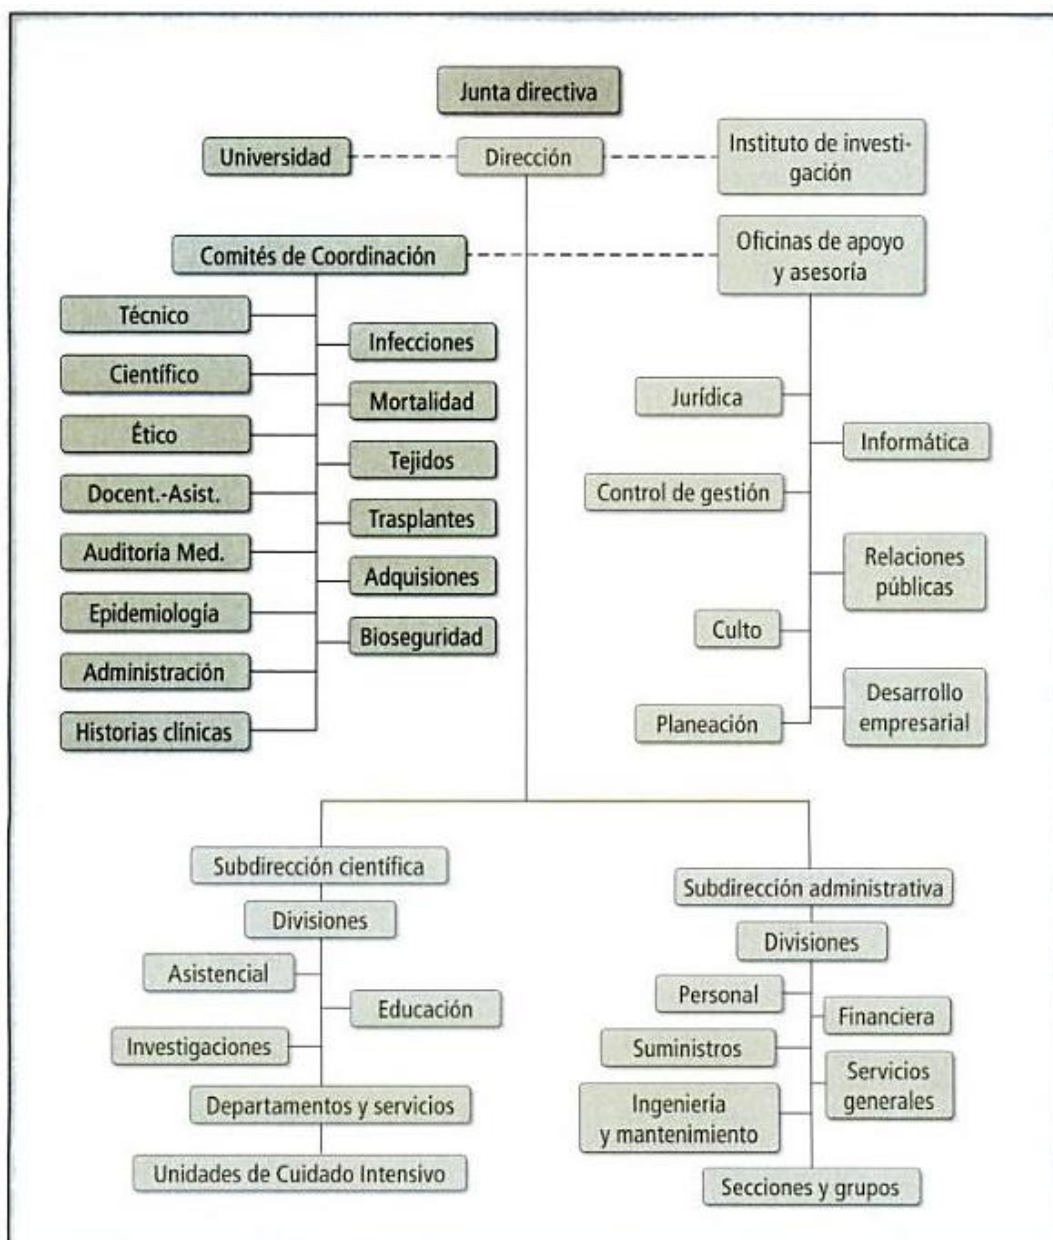 Junta directiva
Universidad
Dirección
Instituto de investi-
gación
Comités de Coordinación
Oficinas de apoyo
y asesoría
Técnico
Infecciones
Científico
Mortalidad
Ético
Tejidos
Docent.-Asist.
Trasplantes
Auditoría Med.
Adquisiones
Epidemiología
Bioseguridad
Administración
Historias clínicas
Jurídica
Informática
Control de gestión
Relaciones
públicas
Culto
Desarrollo
empresarial
Planeación
Subdirección científica
Divisiones
Asistencial
Educación
Investigaciones
Departamentos y servicios
Unidades de Cuidado Intensivo
Subdirección administrativa
Divisiones
Personal
Financiera
Suministros
Servicios
generales
Ingeniería
y mantenimiento
Secciones y grupos